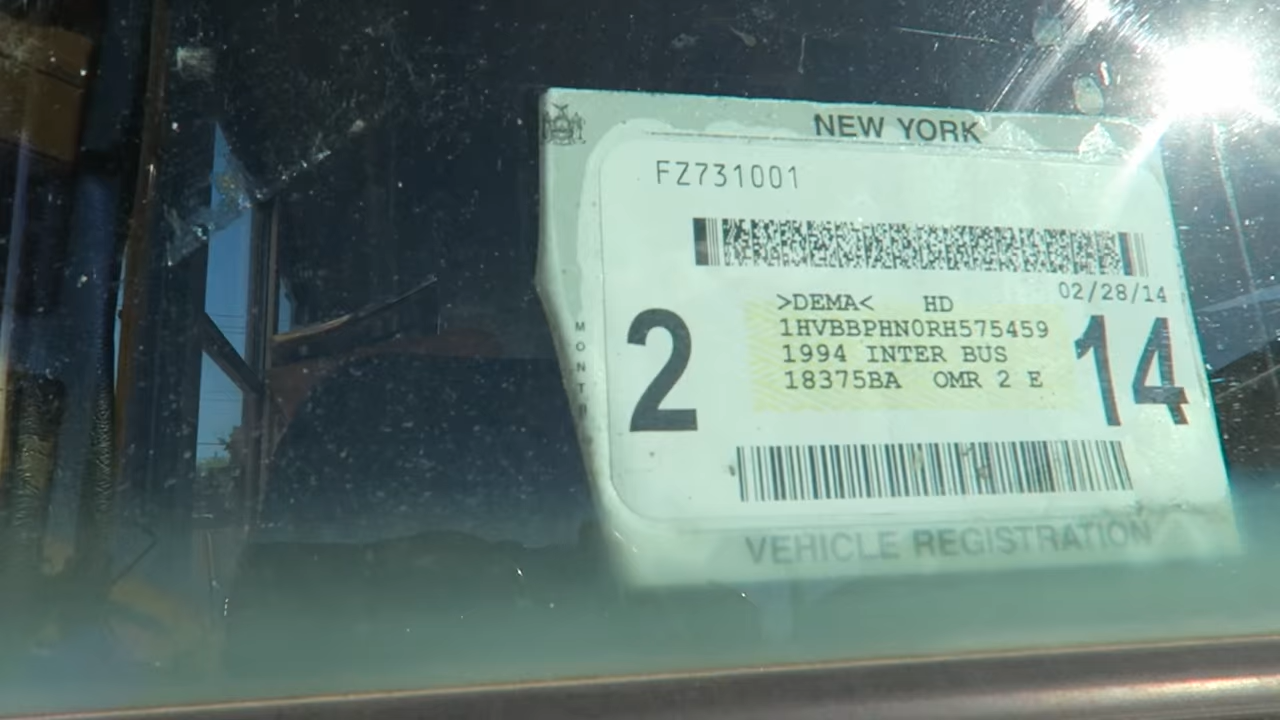 NEW YORK
FZ731001
02/28/14
>DEMA< HD
1HVBBPHN0RH575459
1994 INTER BUS
18375BA OMR 2 E
MONTH
2
14
VEHICLE REGISTRATION